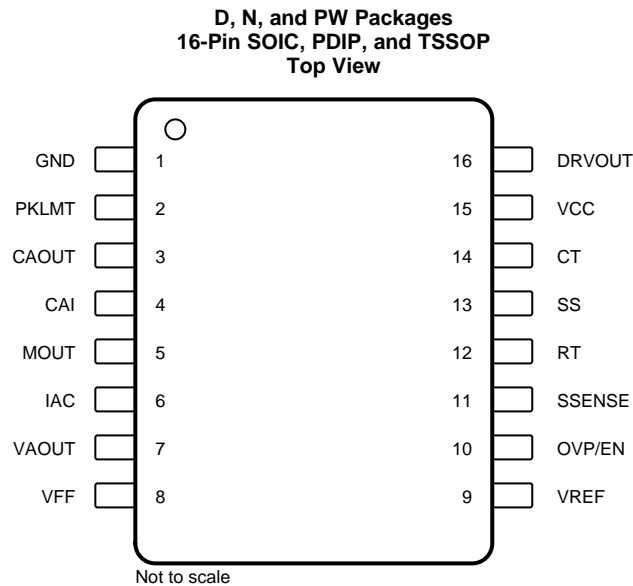 D, N, and PW Packages
16-Pin SOIC, PDIP, and TSSOP
Top View
GND 1 16 DRVOUT
PKLMT 2 15 VCC
CAOUT 3 14 CT
CAI 4 13 SS
MOUT 5 12 RT
IAC 6 11 SSENSE
VAOUT 7 10 OVP/EN
VFF 8 9 VREF
Not to scale